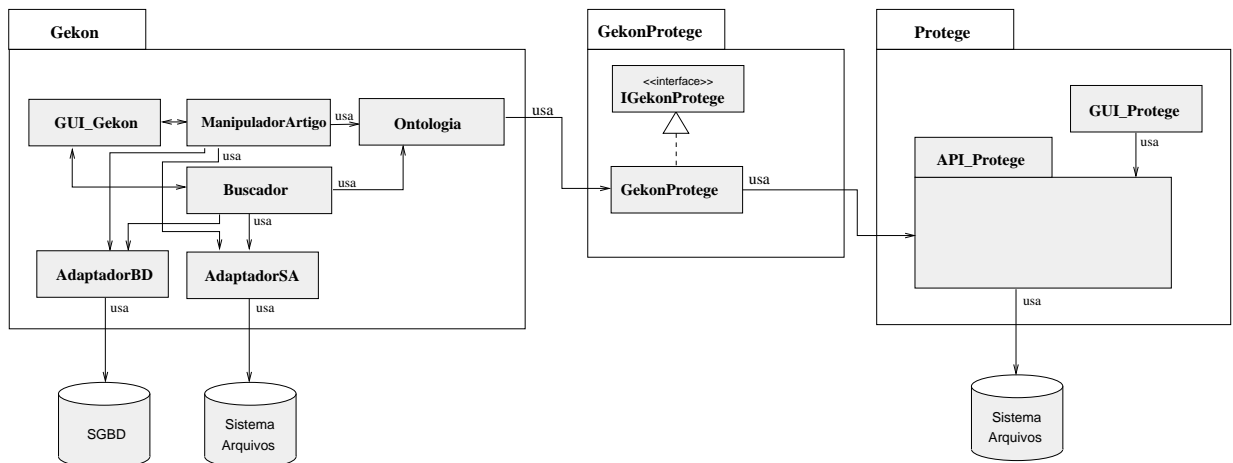 Gekon
GUI_Gekon
ManipuladorArtigo
usa
Ontologia
usa
usa
Buscador
usa
usa
AdaptadorBD
AdaptadorSA
usa
usa
SGBD
Sistema
Arquivos
GekonProtege
<<interface>>
IGekonProtege
GekonProtege
usa
Protege
GUI_Protege
usa
API_Protege
usa
Sistema
Arquivos